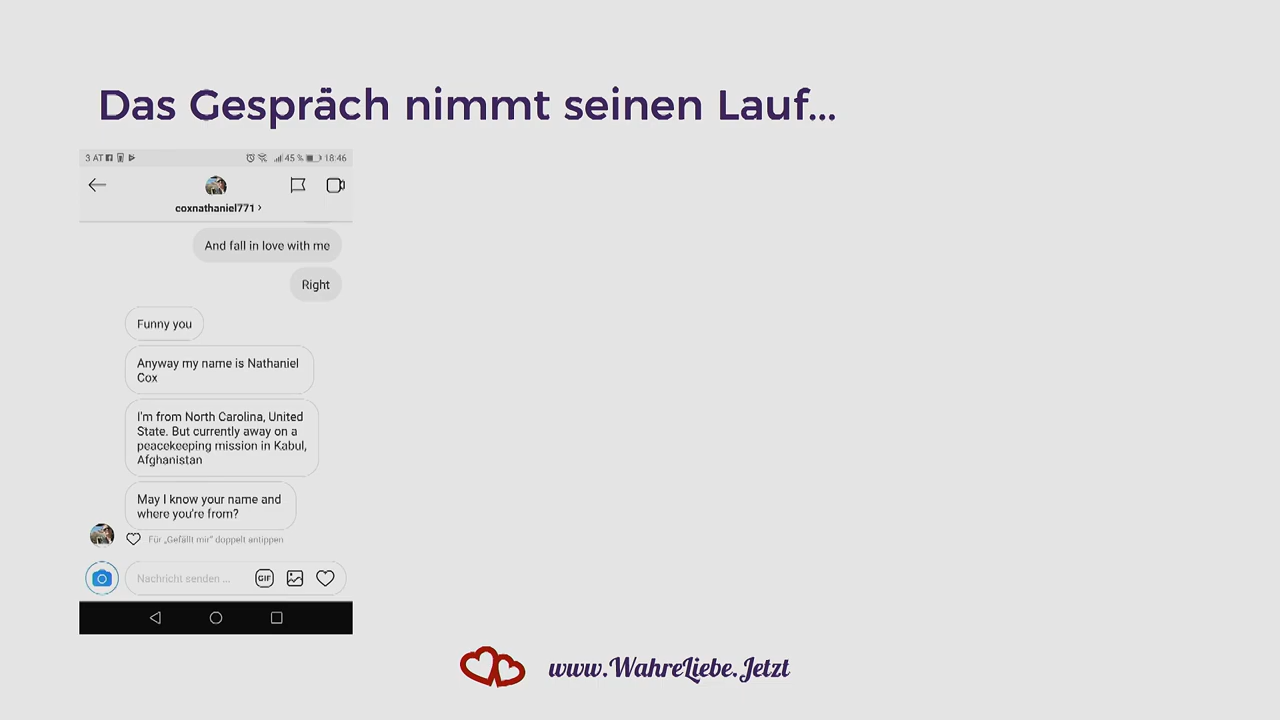 Das Gespräch nimmt seinen Lauf...
3 AT 45 % 18:46
coxnathaniel771 >
And fall in love with me
Right
Funny you
Anyway my name is Nathaniel
Cox
I'm from North Carolina, United
State. But currently away on a
peacekeeping mission in Kabul,
Afghanistan
May I know your name and
where you're from?
Für „Gefällt mir" doppelt antippen
Nachricht senden ...
GIF
www.WahreLiebe.Jetzt